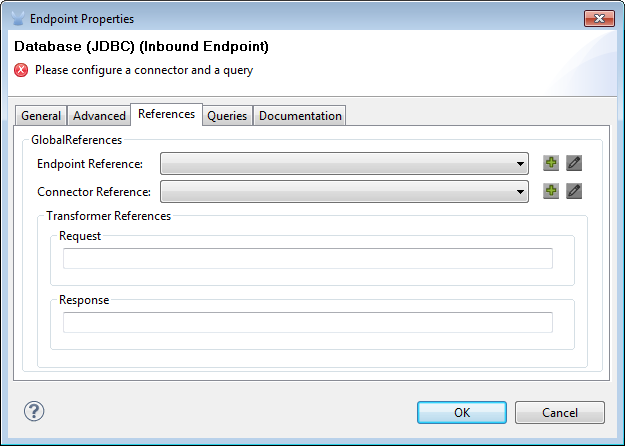 Endpoint Properties
Database (JDBC) (Inbound Endpoint)
Please configure a connector and a query
General Advanced References Queries Documentation
GlobalReferences
Endpoint Reference:
Connector Reference:
Transformer References
Request
Response
? OK Cancel